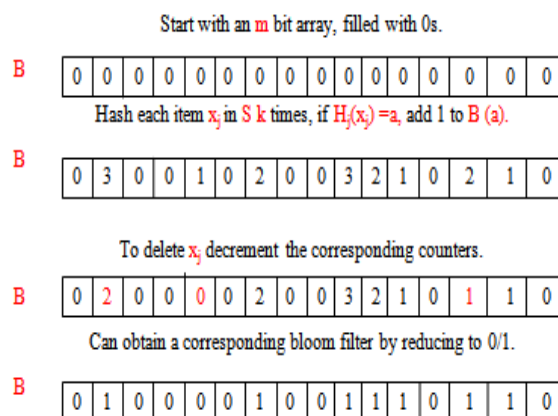 Start with an m bit array, filled with 0s.
B 0 0 0 0 0 0 0 0 0 0 0 0 0 0 0 0
Hash each item xj in S k times, if Hj(xj) =a, add 1 to B (a).
B 0 3 0 0 1 0 2 0 0 3 2 1 0 2 1 0
To delete xj decrement the corresponding counters.
B 0 2 0 0 0 0 2 0 0 3 2 1 0 1 1 0
Can obtain a corresponding bloom filter by reducing to 0/1.
B 0 1 0 0 0 0 1 0 0 1 1 1 0 1 1 0